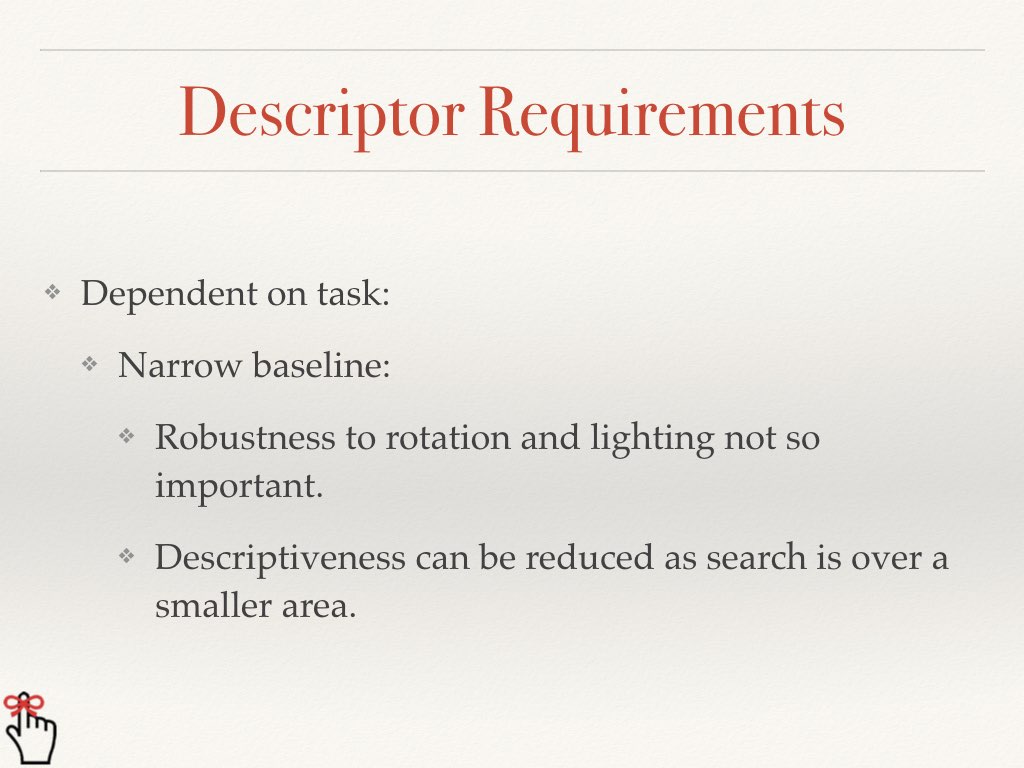 Descriptor Requirements
Dependent on task:
Narrow baseline:
Robustness to rotation and lighting not so
important.
Descriptiveness can be reduced as search is over a
smaller area.